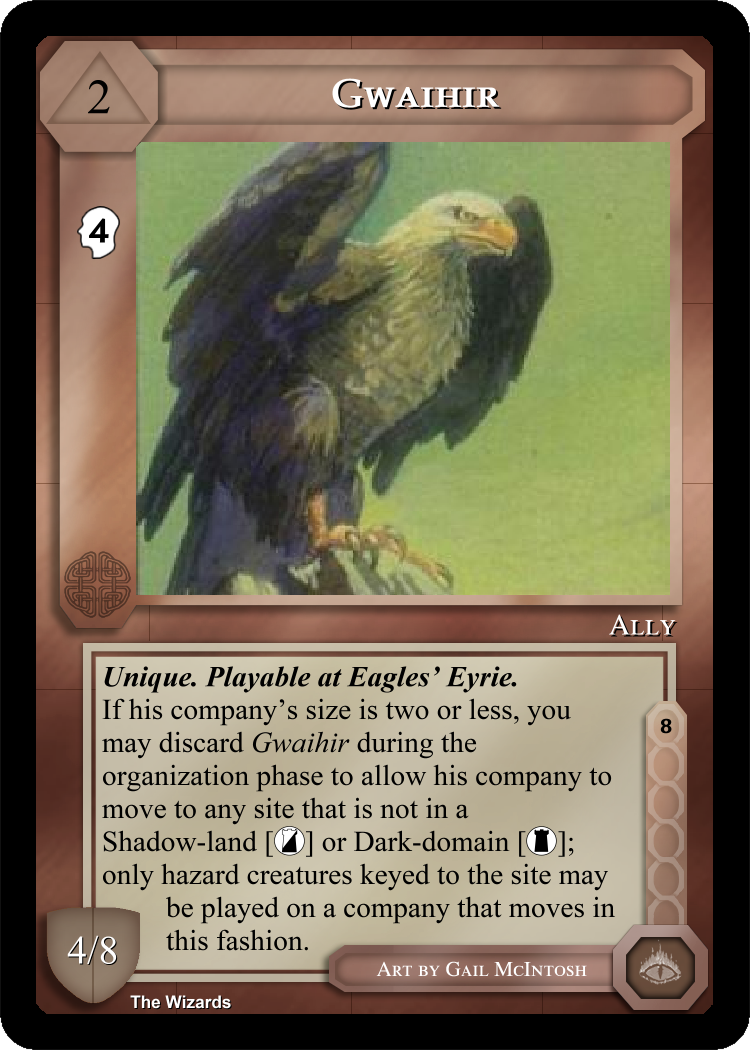 2
Gwaihir
4
Ally
Unique. Playable at Eagles' Eyrie.
If his company's size is two or less, you
may discard Gwaihir during the
organization phase to allow his company to
move to any site that is not in a
Shadow-land [] or Dark-domain [];
only hazard creatures keyed to the site may
be played on a company that moves in
this fashion.
8
4/8
Art by Gail McIntosh
The Wizards